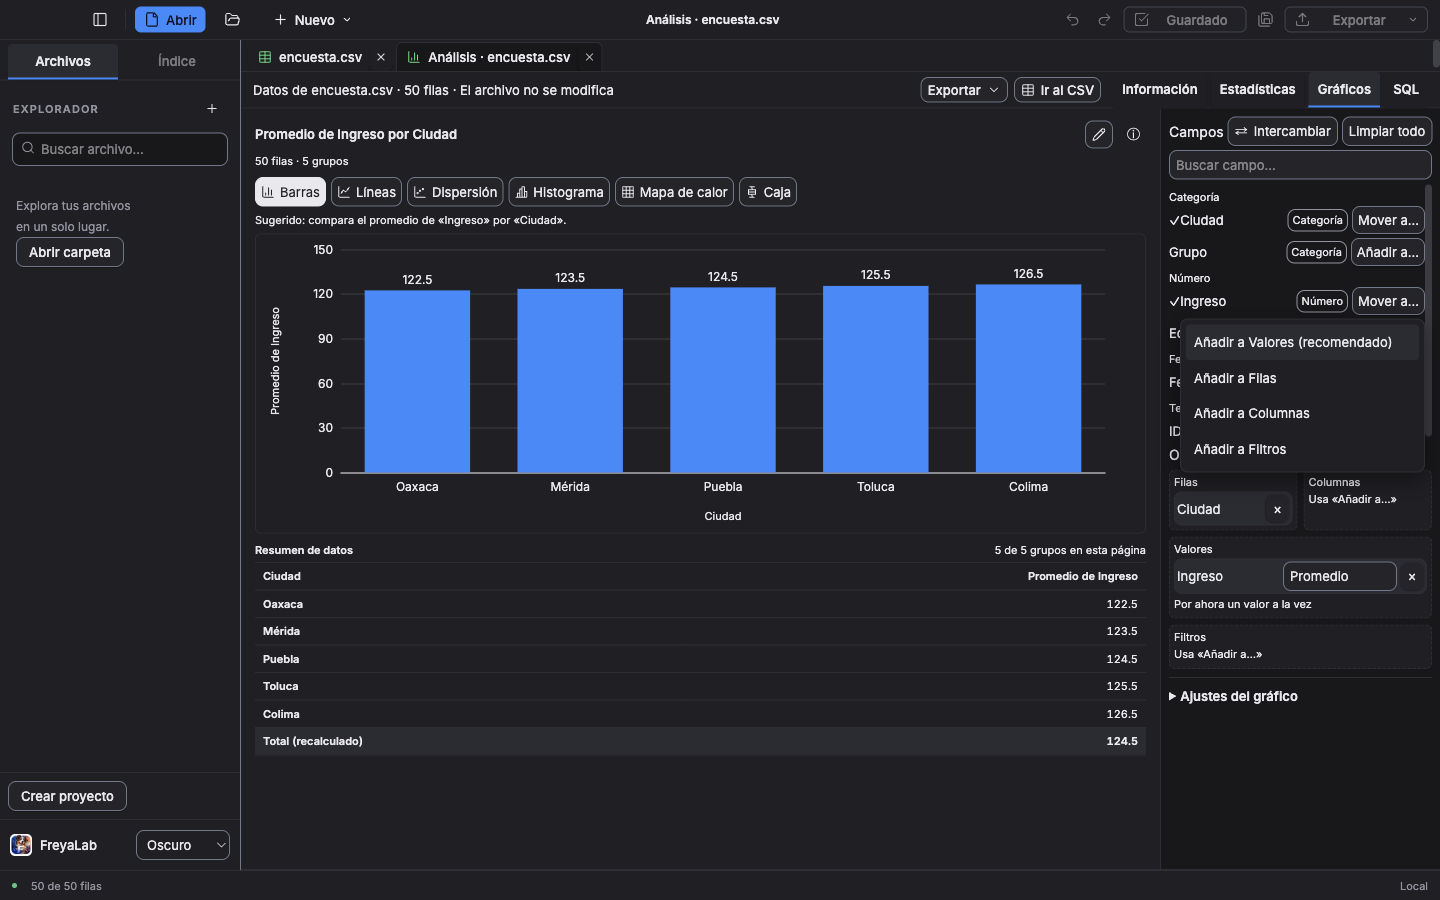 Abrir
Nuevo
Análisis · encuesta.csv
Guardado
Exportar
Archivos
Índice
encuesta.csv
Análisis · encuesta.csv
EXPLORADOR
Buscar archivo...
Explora tus archivos
en un solo lugar.
Abrir carpeta
Datos de encuesta.csv · 50 filas · El archivo no se modifica
Exportar
Ir al CSV
Información
Estadísticas
Gráficos
SQL
Promedio de Ingreso por Ciudad
50 filas · 5 grupos
Barras
Líneas
Dispersión
Histograma
Mapa de calor
Caja
Sugerido: compara el promedio de «Ingreso» por «Ciudad».
150
120
90
60
30
0
Promedio de Ingreso
122.5
123.5
124.5
125.5
126.5
Oaxaca
Mérida
Puebla
Toluca
Colima
Ciudad
Resumen de datos
5 de 5 grupos en esta página
Ciudad Promedio de Ingreso
Oaxaca 122.5
Mérida 123.5
Puebla 124.5
Toluca 125.5
Colima 126.5
Total (recalculado) 124.5
Campos
Intercambiar
Limpiar todo
Buscar campo...
Categoría
✓Ciudad Categoría Mover a...
Grupo Categoría Añadir a...
Número
✓Ingreso Número Mover a...
Añadir a Valores (recomendado)
Añadir a Filas
Añadir a Columnas
Añadir a Filtros
ID
Filas
Ciudad
Columnas
Usa «Añadir a...»
Valores
Ingreso
Promedio
Por ahora un valor a la vez
Filtros
Usa «Añadir a...»
Ajustes del gráfico
Crear proyecto
FreyaLab
Oscuro
50 de 50 filas
Local